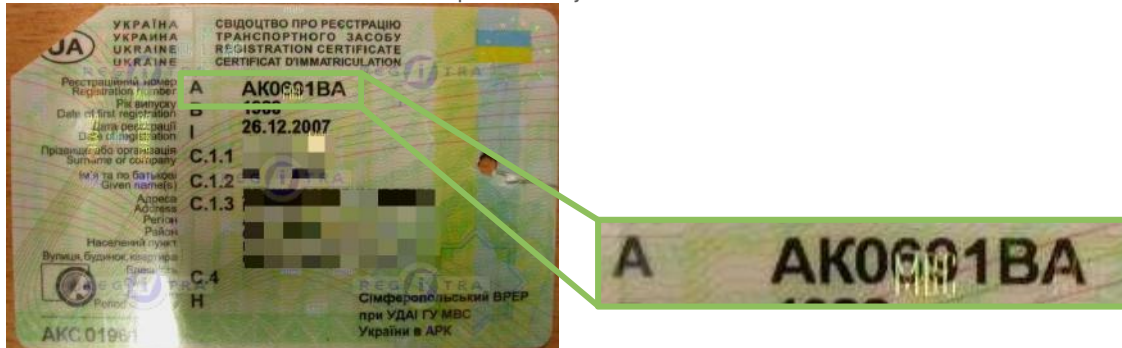 УКРАЇНА
УКРАИНА
UKRAINE
UKRAINE
UA
СВІДОЦТВО ПРО РЕЄСТРАЦІЮ
ТРАНСПОРТНОГО ЗАСОБУ
REGISTRATION CERTIFICATE
CERTIFICAT D'IMMATRICULATION
Реєстраційний номер
Registration number
A
Рік випуску
Date of first registration
B
Дата реєстрації
Date of registration
I 26.12.2007
Прізвище або організація
Surname or company
C.1.1
Ім'я та по батькові
Given name(s)
C.1.2
Адреса
Address
C.1.3
Регіон
Район
Населений пункт
Вулиця, будинок, квартира
C.4
Period
H
Сімферопольський ВРЕР
при УДАІ ГУ МВС
України в АРК
A